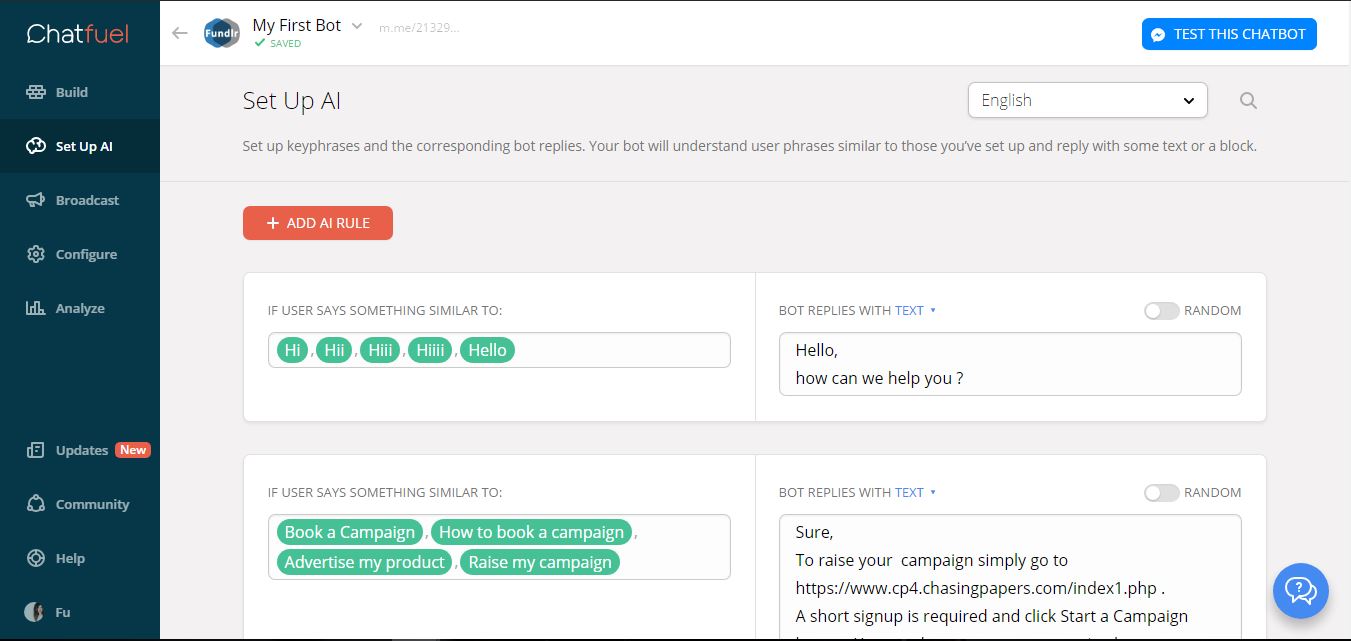 Chatfuel
Build
Set Up AI
Broadcast
Configure
Analyze
Updates New
Community
Help
Fu
Fundlr
My First Bot
m.me/21329...
SAVED
TEST THIS CHATBOT
Set Up AI
English
Set up keyphrases and the corresponding bot replies. Your bot will understand user phrases similar to those you’ve set up and reply with some text or a block.
+ ADD AI RULE
IF USER SAYS SOMETHING SIMILAR TO:
Hi , Hii , Hiii , Hiiii , Hello
BOT REPLIES WITH TEXT
RANDOM
Hello,
how can we help you ?
IF USER SAYS SOMETHING SIMILAR TO:
Book a Campaign , How to book a campaign ,
Advertise my product , Raise my campaign
BOT REPLIES WITH TEXT
RANDOM
Sure,
To raise your  campaign simply go to
https://www.cp4.chasingpapers.com/index1.php .
A short signup is required and click Start a Campaign